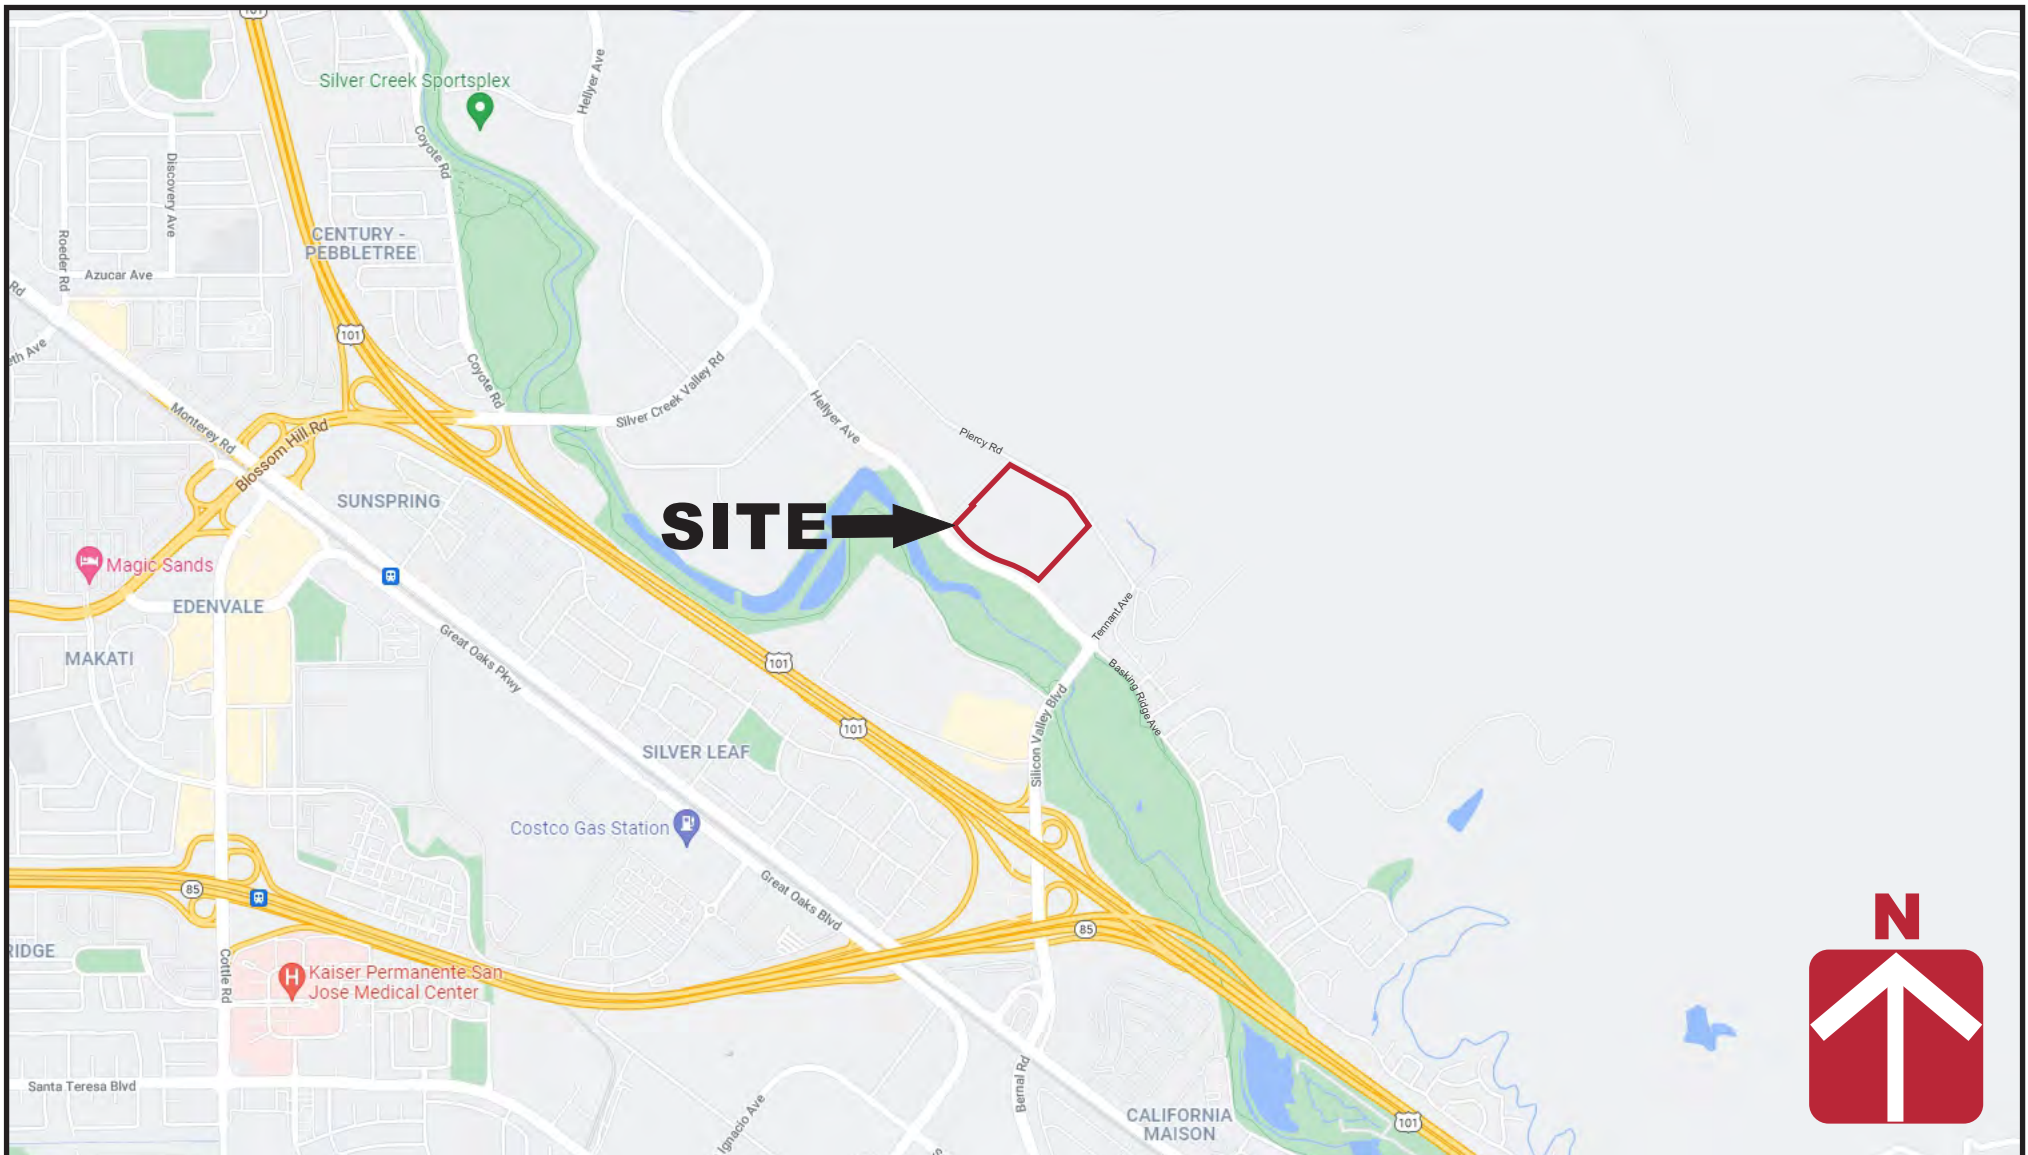 101
Silver Creek Sportsplex
Hellyer Ave
Coyote Rd
Discovery Ave
Roeder Rd
CENTURY -
PEBBLETREE
Azucar Ave
Rd
101
eth Ave
Coyote Rd
Silver Creek Valley Rd
Hellyer Ave
Monterey Rd
Blossom Hill Rd
Piercy Rd
SUNSPRING
SITE
Magic Sands
EDENVALE
Tennant Ave
MAKATI
Great Oaks Pkwy
101
Basking Ridge Ave
101
Silicon Valley Blvd
SILVER LEAF
Costco Gas Station
85
Great Oaks Blvd
85
N
RIDGE
Cottle Rd
H
Kaiser Permanente San
Jose Medical Center
Santa Teresa Blvd
Ignacio Ave
Bernal Rd
CALIFORNIA
MAISON
101